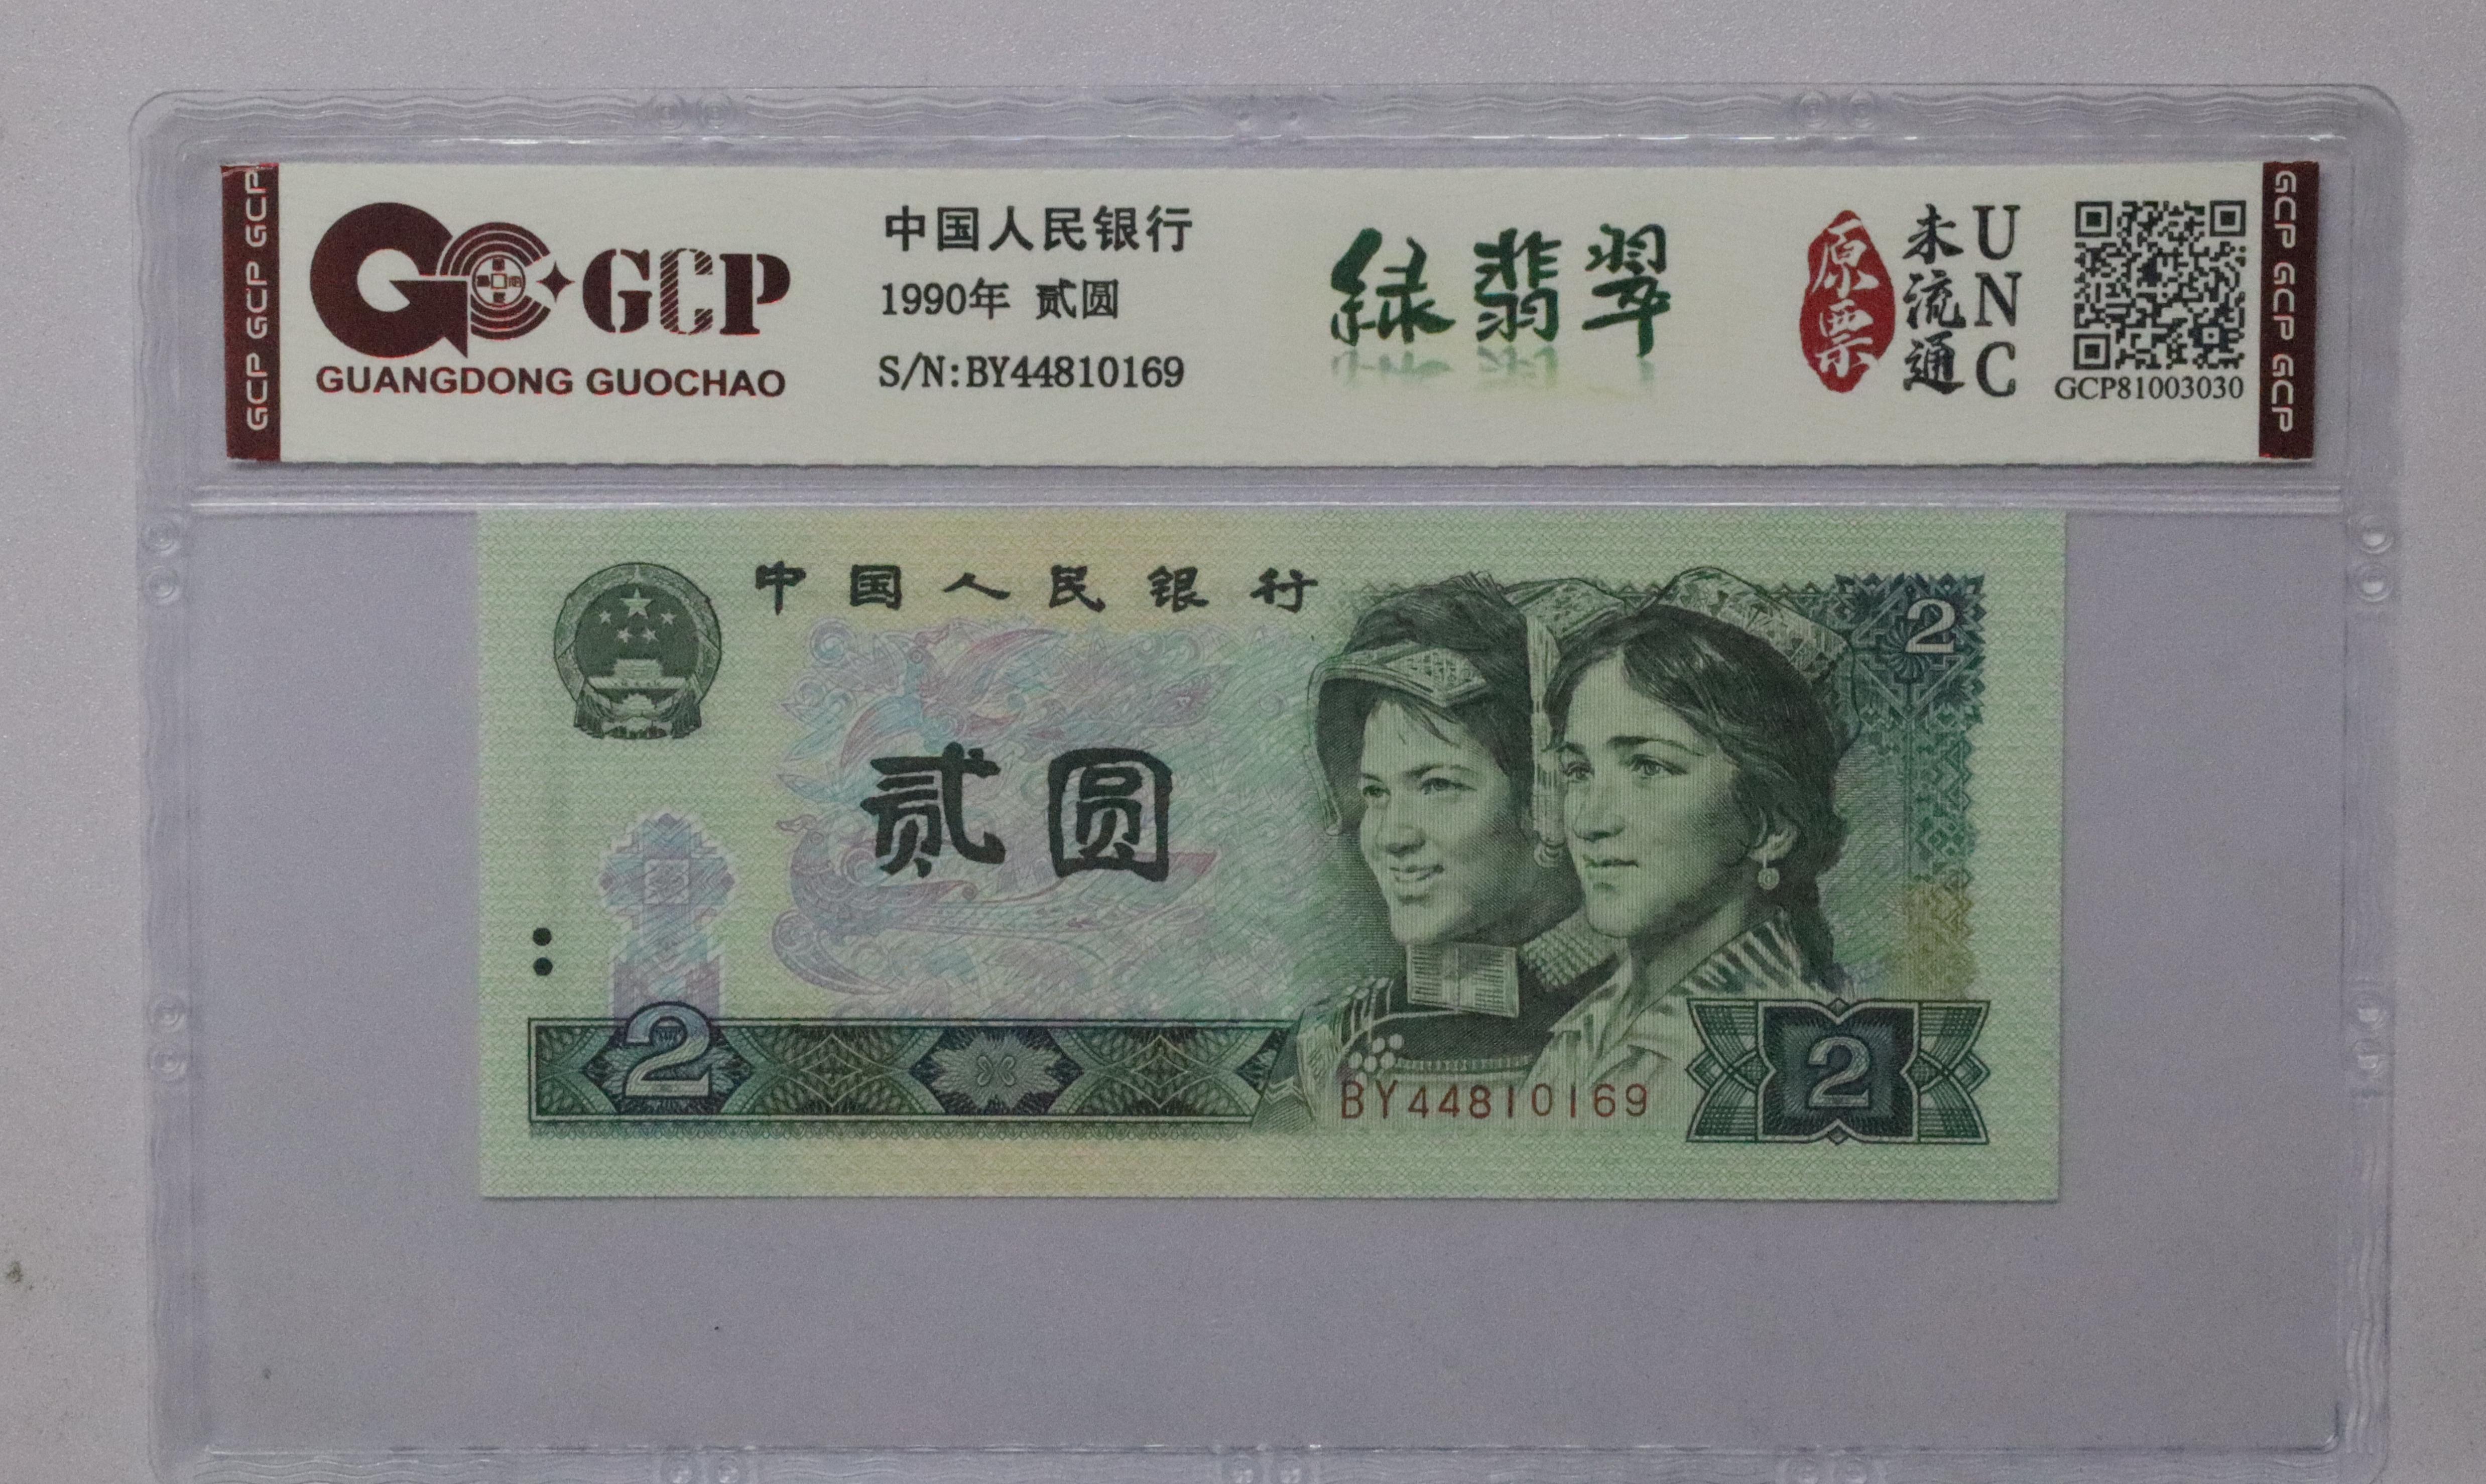 GCP GCP GCP
GCP
GUANGDONG GUOCHAO
中国人民银行
1990年 贰圆
S/N:BY44810169
緑翡翠
原票
未流通
UNC
GCP81003030
GCP GCP GCP
中国人民银行
2
贰圆
2
BY44810169
2